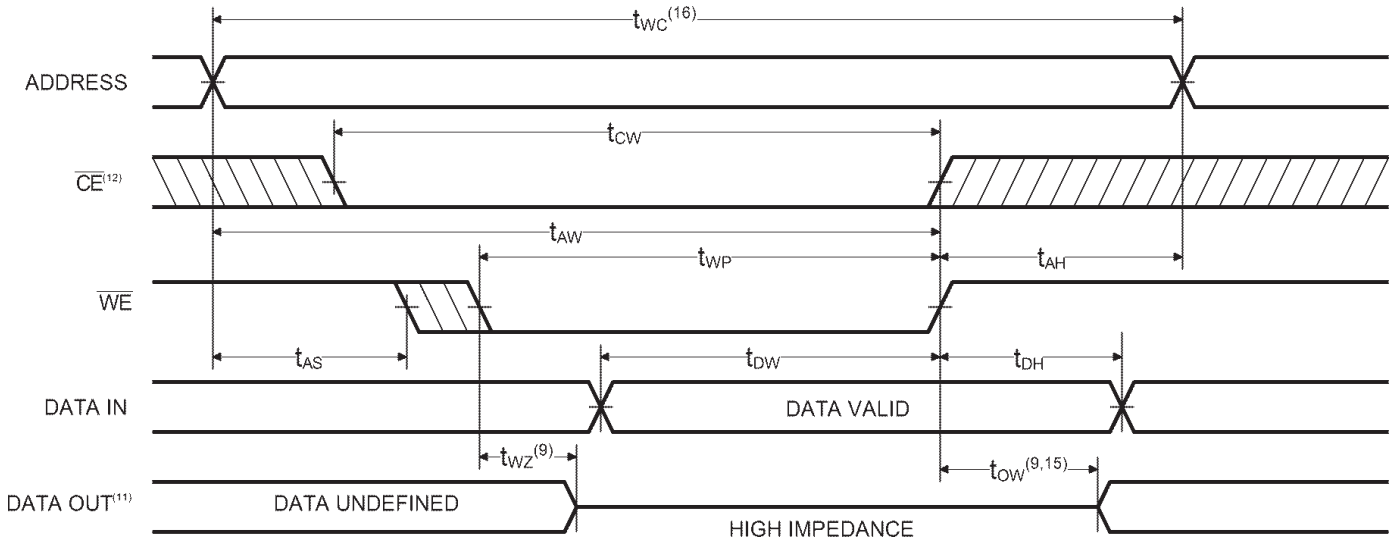 tWC(16)
ADDRESS
tCW
CE(12)
tAW
tWP
tAH
WE
tAS
tDW
tDH
DATA IN
DATA VALID
tWZ(9)
tOW(9,15)
DATA OUT(11)
DATA UNDEFINED
HIGH IMPEDANCE